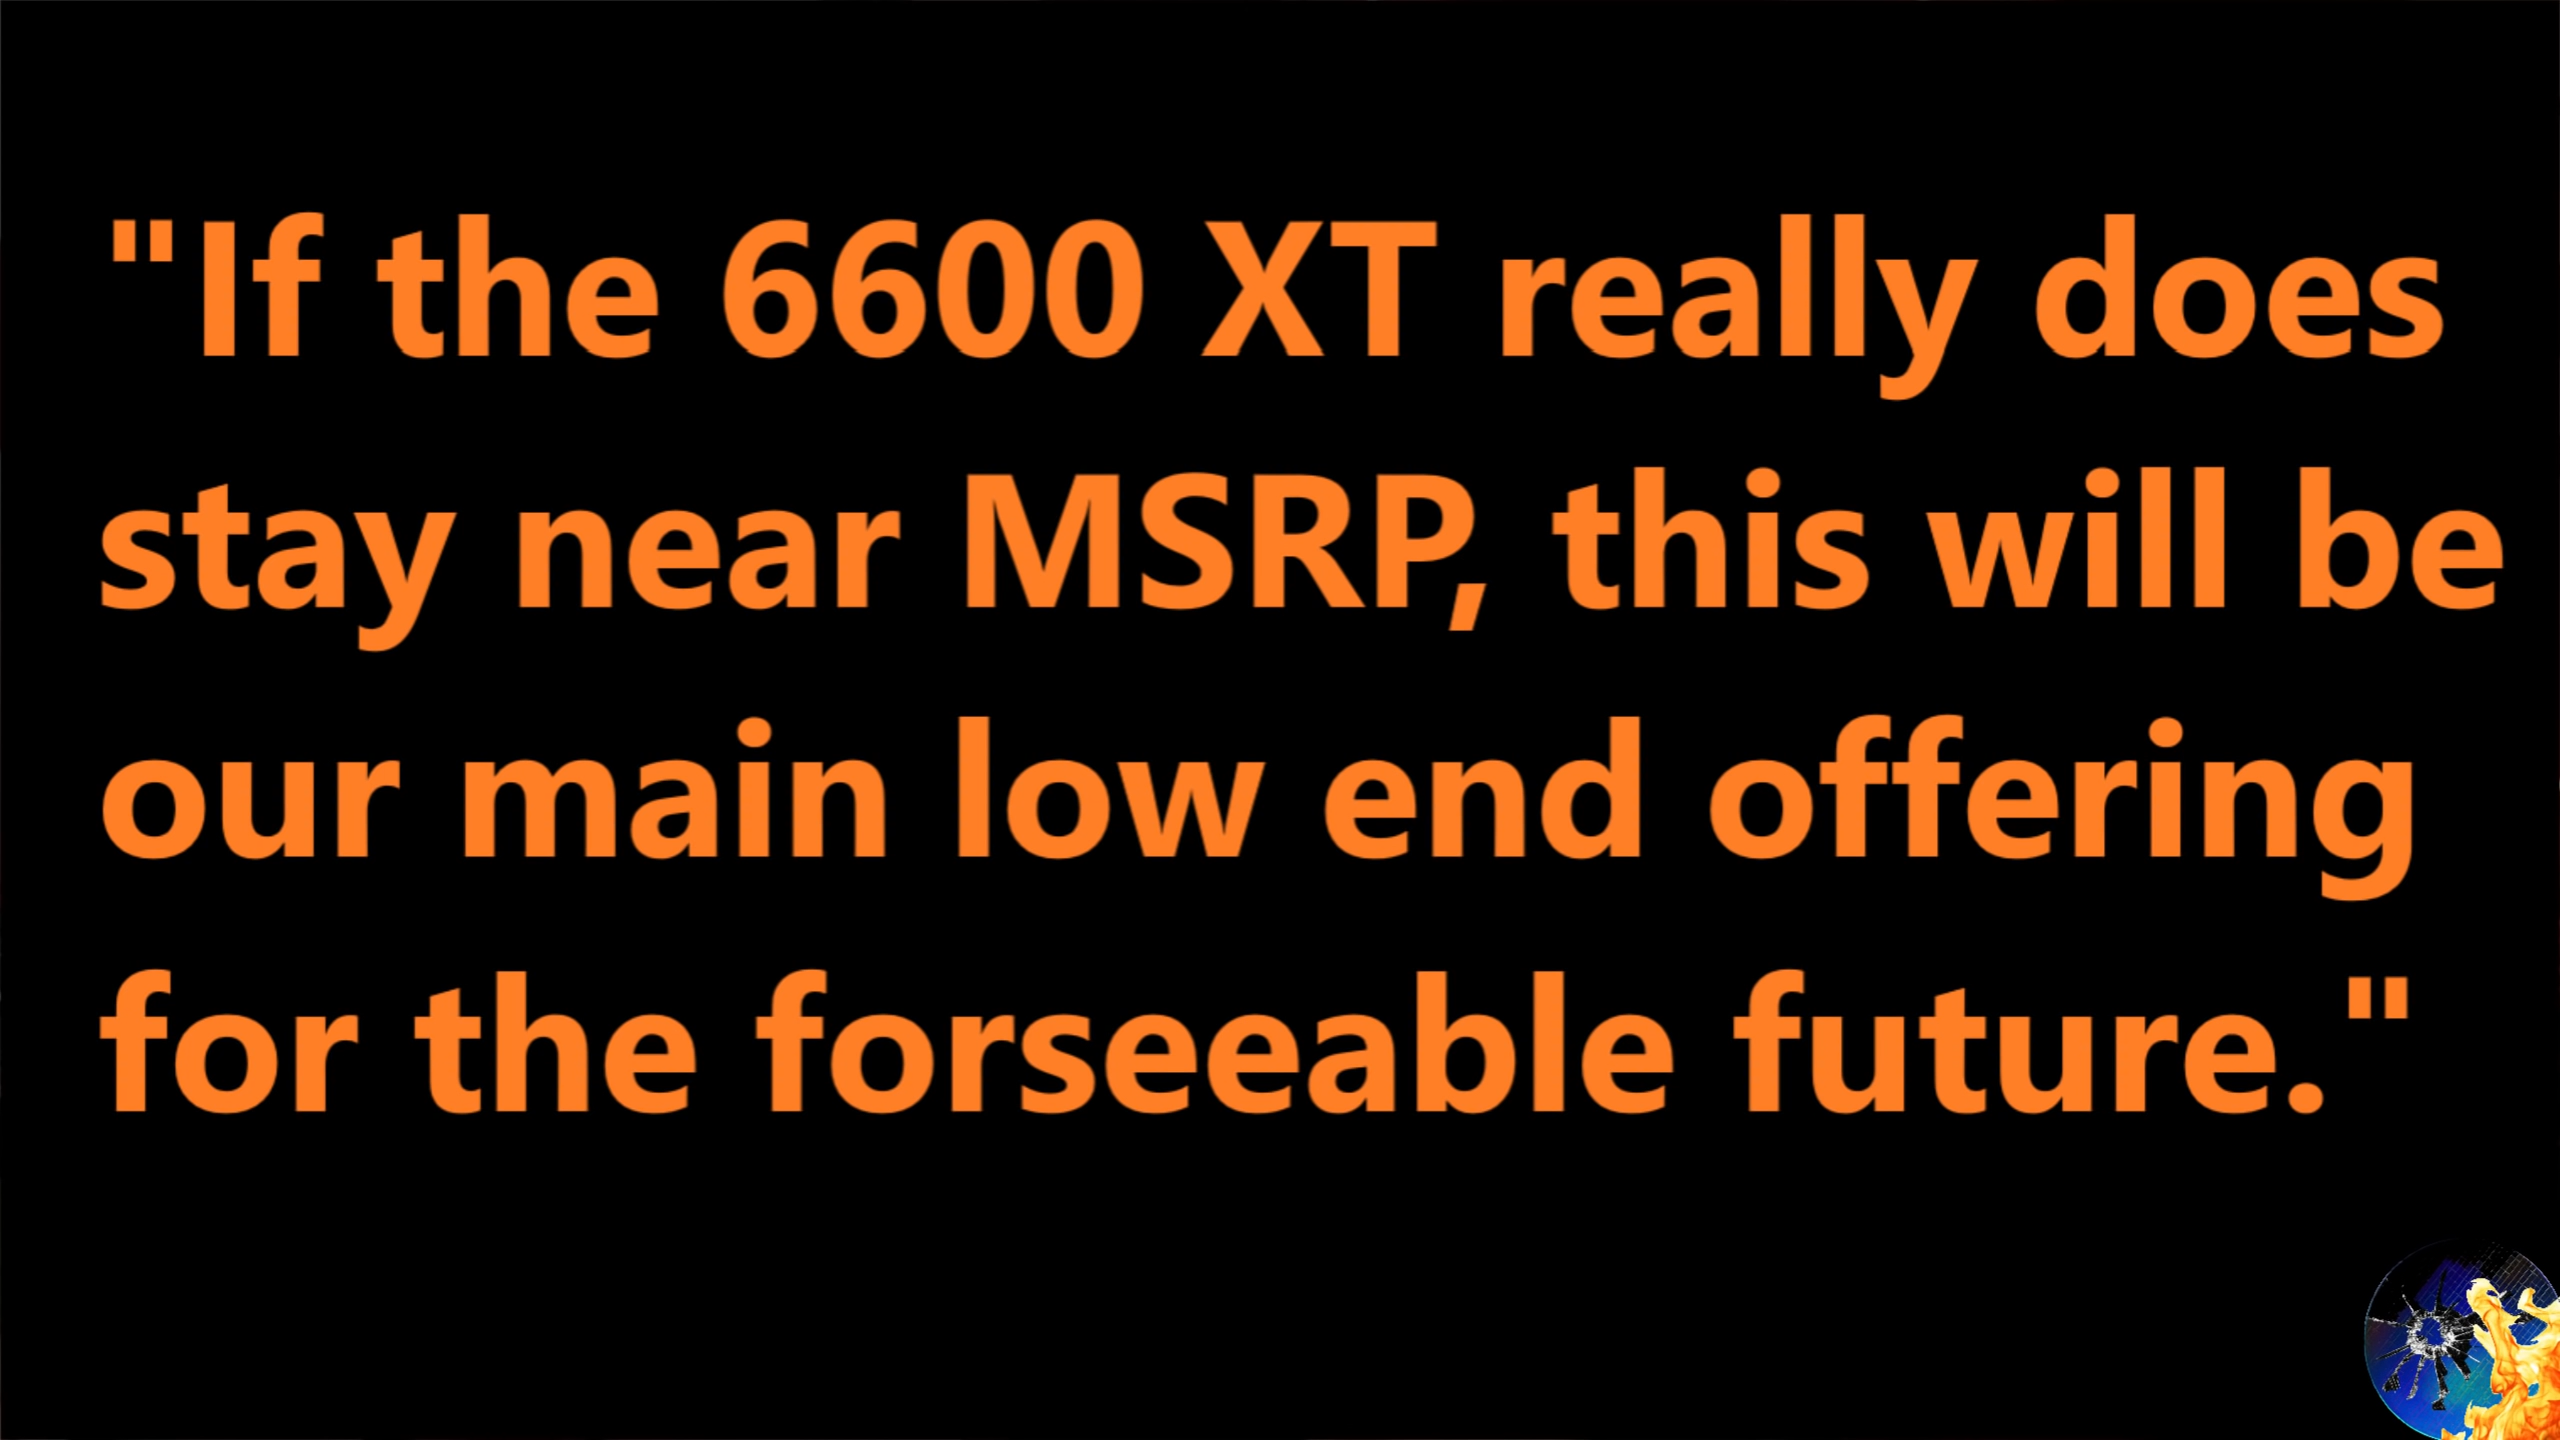 "If the 6600 XT really does
stay near MSRP, this will be
our main low end offering
for the forseeable future."